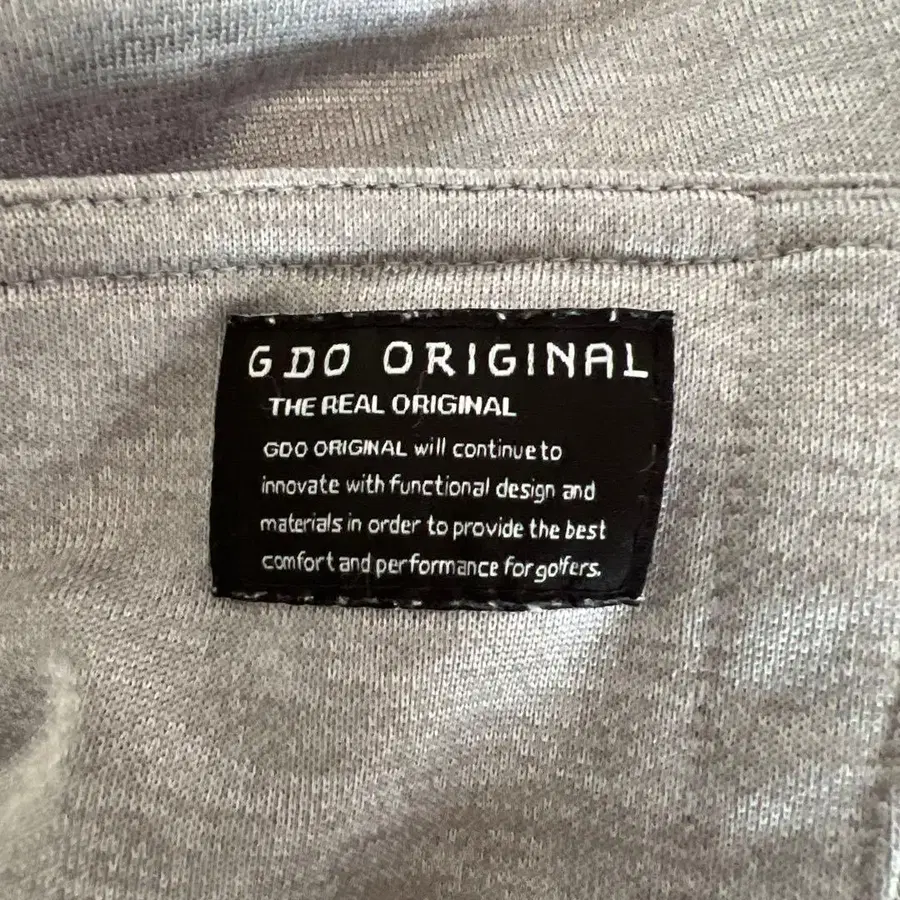 GDO ORIGINAL
THE REAL ORIGINAL
GDO ORIGINAL will continue to
innovate with functional design and
materials in order to provide the best
comfort and performance for golfers.